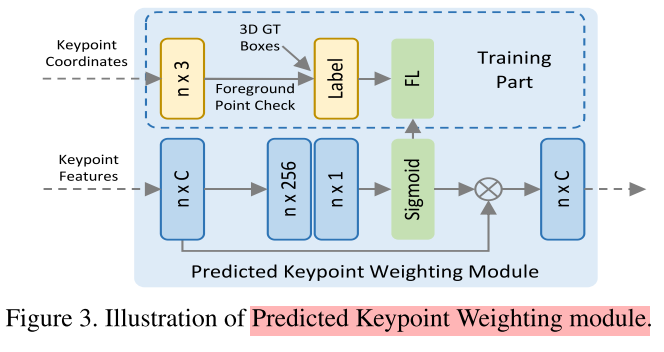 Keypoint
Coordinates
n x 3
3D GT
Boxes
Foreground
Point Check
Label
FL
Training
Part
Keypoint
Features
n x C
n x 256
n x 1
Sigmoid
n x C
Predicted Keypoint Weighting Module
Figure 3. Illustration of Predicted Keypoint Weighting module.